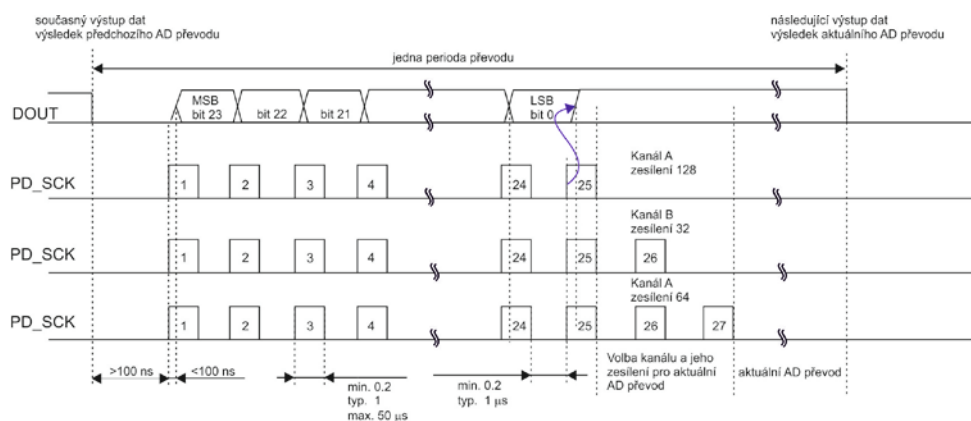 současný výstup dat
výsledek předchozího AD převodu
následující výstup dat
výsledek aktuálního AD převodu
jedna perioda převodu
DOUT
MSB
bit 23
bit 22
bit 21
LSB
bit 0
PD_SCK
1
2
3
4
24
25
Kanál A
zesílení 128
PD_SCK
1
2
3
4
24
25
26
Kanál B
zesílení 32
PD_SCK
1
2
3
4
24
25
26
27
Kanál A
zesílení 64
>100 ns
<100 ns
min. 0.2
typ. 1
max. 50 µs
min. 0.2
typ. 1 µs
Volba kanálu a jeho
zesílení pro aktuální
AD převod
aktuální AD převod